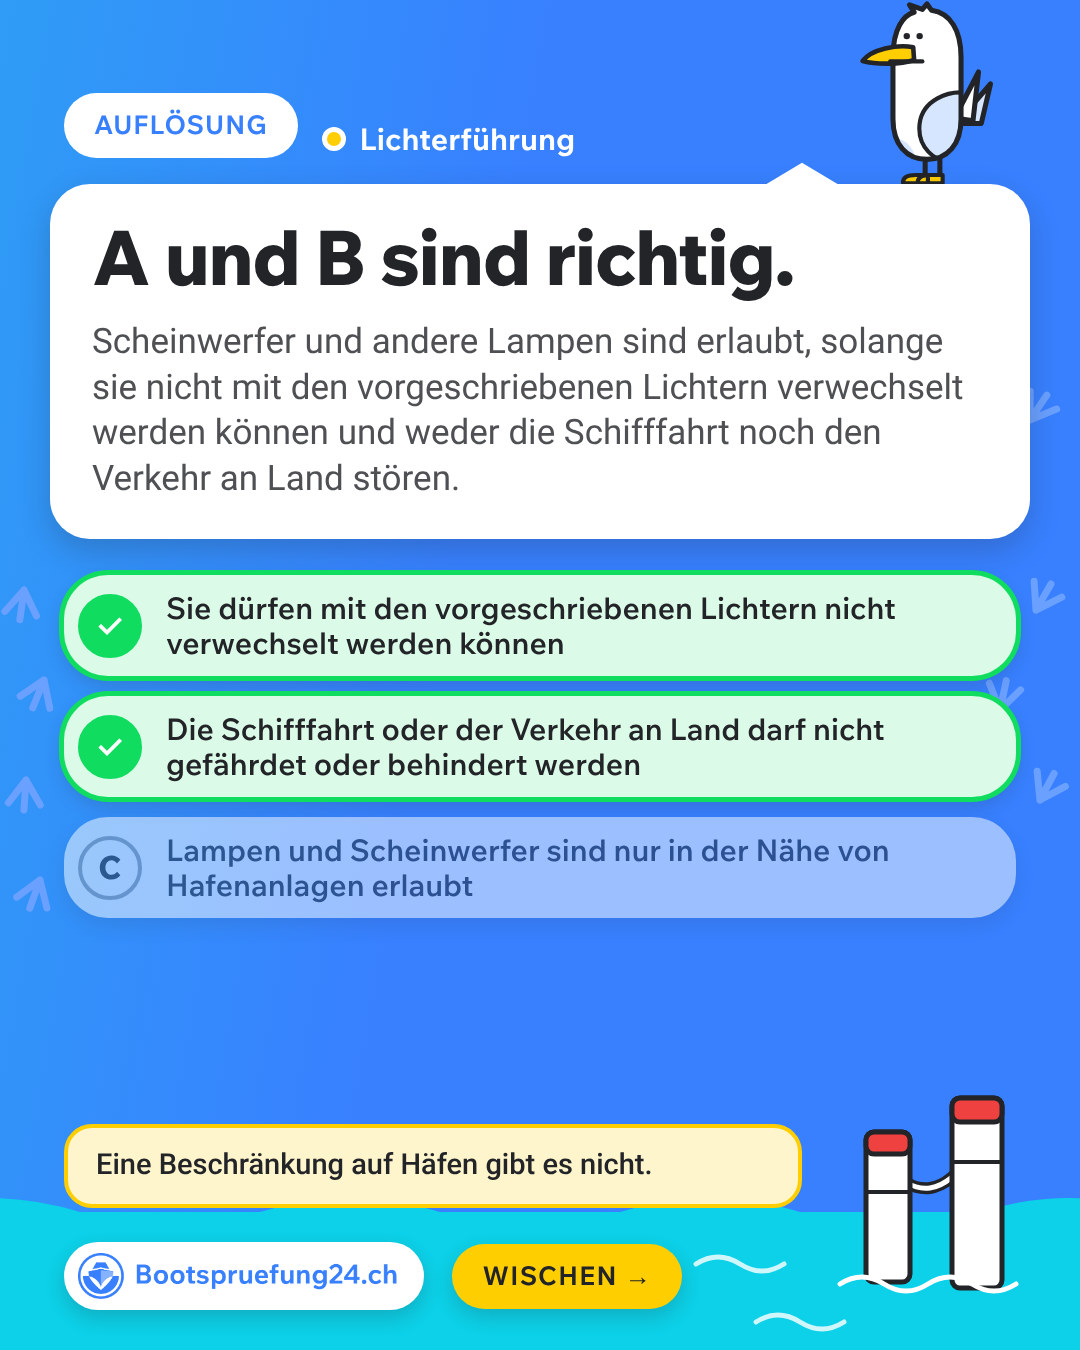 AUFLÖSUNG
Lichterführung
A und B sind richtig.
Scheinwerfer und andere Lampen sind erlaubt, solange
sie nicht mit den vorgeschriebenen Lichtern verwechselt
werden können und weder die Schifffahrt noch den
Verkehr an Land stören.
Sie dürfen mit den vorgeschriebenen Lichtern nicht
verwechselt werden können
Die Schifffahrt oder der Verkehr an Land darf nicht
gefährdet oder behindert werden
C
Lampen und Scheinwerfer sind nur in der Nähe von
Hafenanlagen erlaubt
Eine Beschränkung auf Häfen gibt es nicht.
Bootspruefung24.ch
WISCHEN →